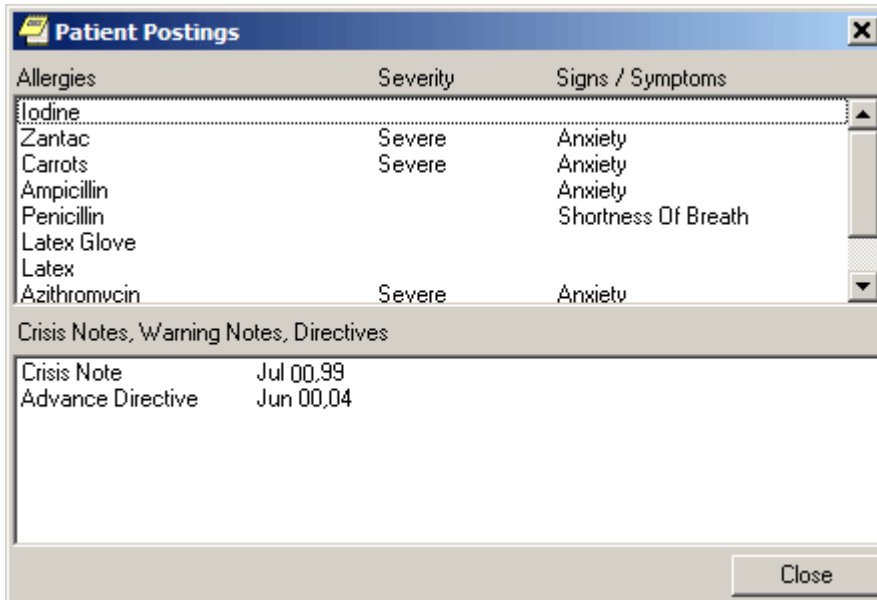 Patient Postings
Allergies Severity Signs / Symptoms
Iodine
Zantac Severe Anxiety
Carrots Severe Anxiety
Ampicillin Anxiety
Penicillin Shortness Of Breath
Latex Glove
Latex
Azithromycin Severe Anxiety
Crisis Notes, Warning Notes, Directives
Crisis Note Jul 00,99
Advance Directive Jun 00,04
Close